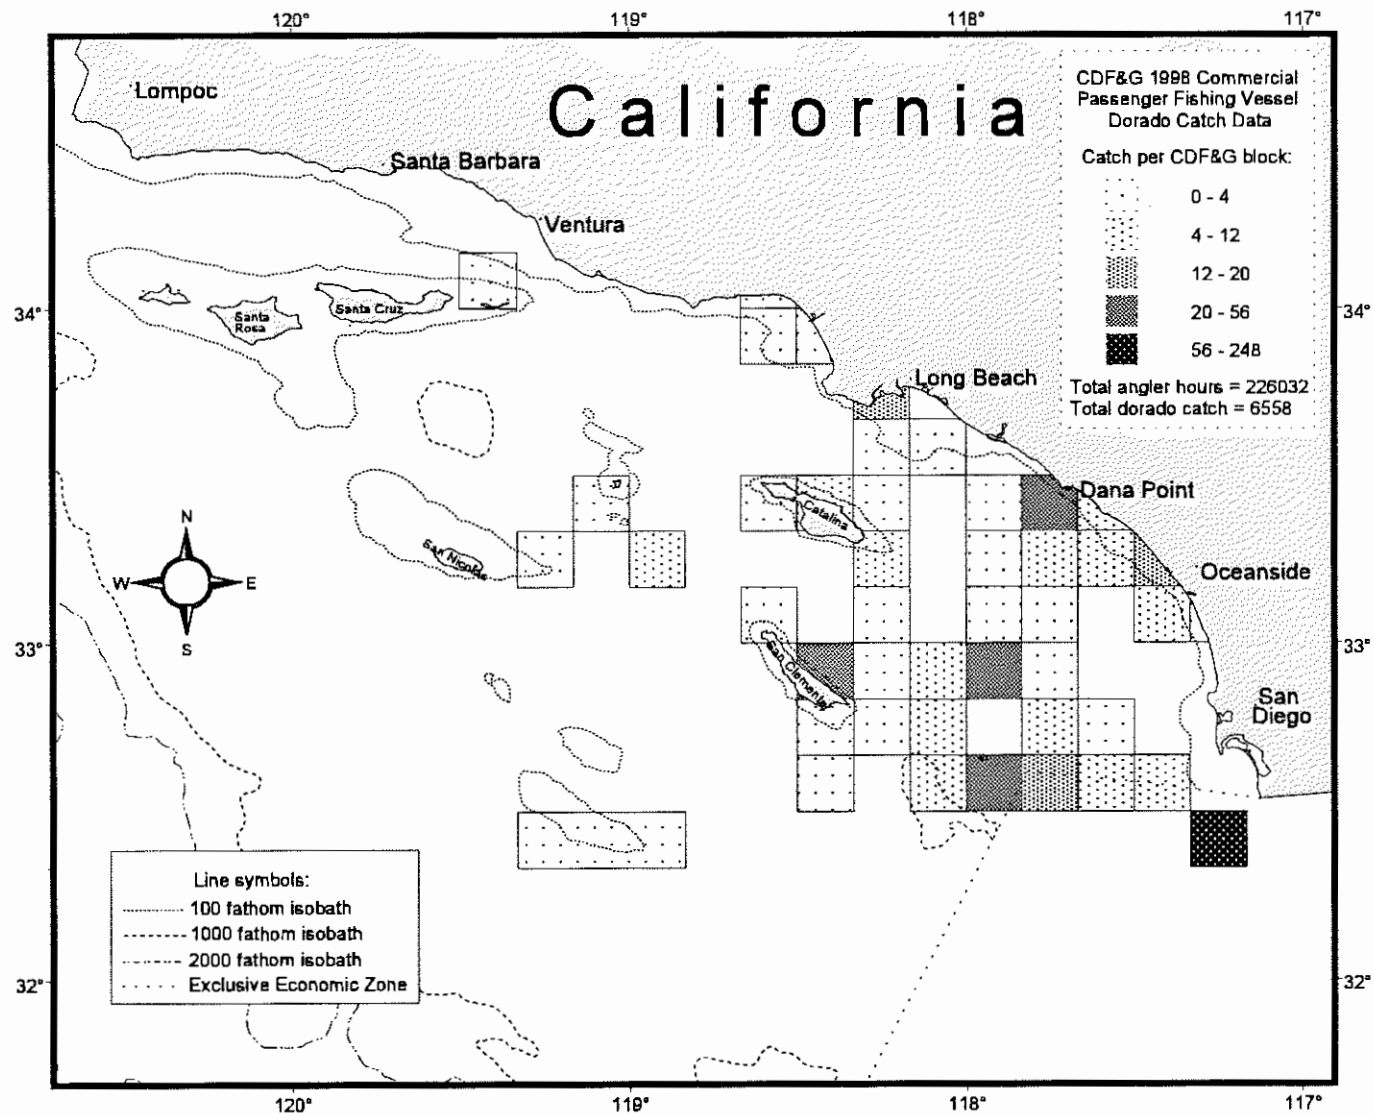 120° 119° 118° 117°
Lompoc
California
CDF&G 1998 Commercial
Passenger Fishing Vessel
Dorado Catch Data
Catch per CDF&G block:
0 - 4
4 - 12
12 - 20
20 - 56
56 - 248
Total angler hours = 226032
Total dorado catch = 6558
Santa Barbara
Ventura
34°
34°
Santa
Rosa
Santa Cruz
Long Beach
Dana Point
Catalina
San Nicolas
N
W E
S
Oceanside
33°
33°
San Clemente
San
Diego
Line symbols:
100 fathom isobath
1000 fathom isobath
2000 fathom isobath
Exclusive Economic Zone
32°
32°
120° 119° 118° 117°